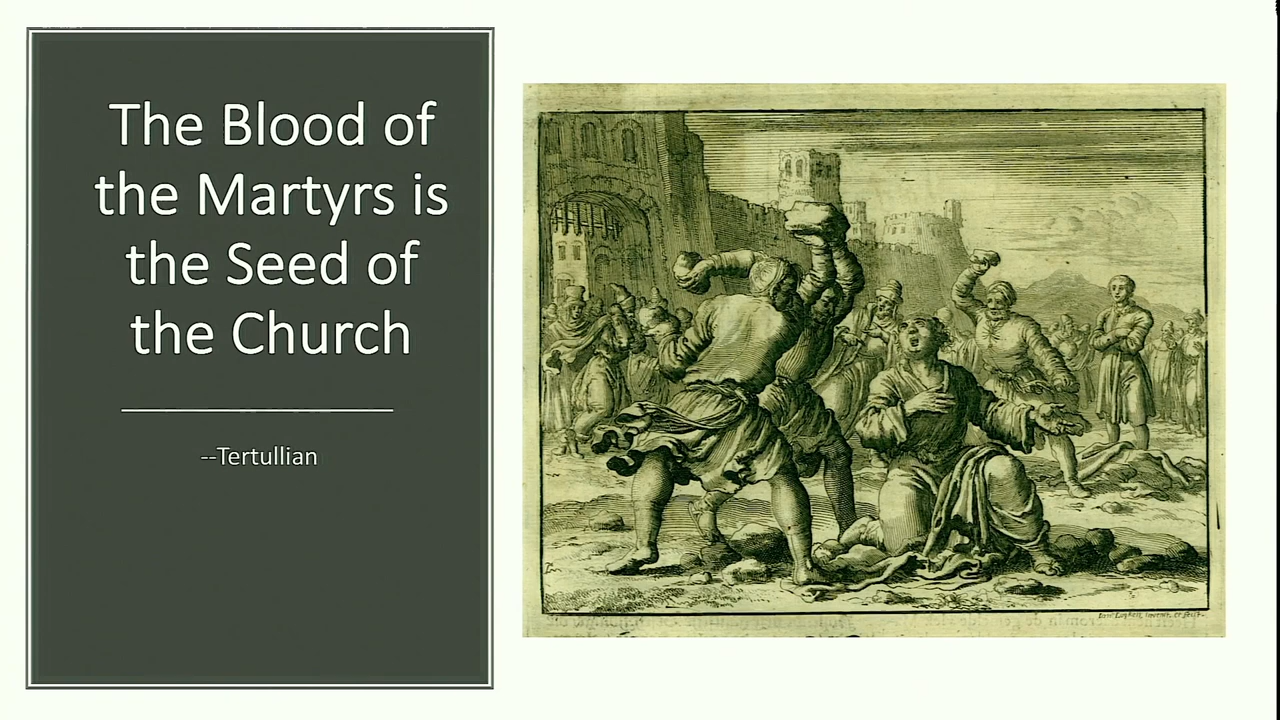 The Blood of
the Martyrs is
the Seed of
the Church
--Tertullian